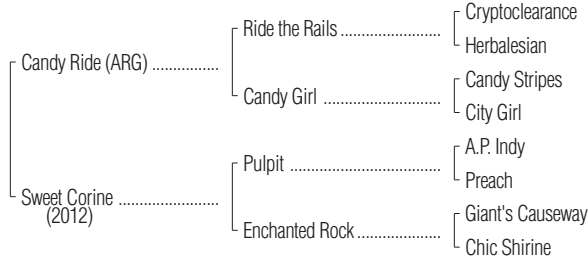 Cryptoclearance
Ride the Rails
Herbalesian
Candy Ride (ARG)
Candy Stripes
Candy Girl
City Girl
A.P. Indy
Pulpit
Preach
Sweet Corine
(2012)
Giant's Causeway
Enchanted Rock
Chic Shirine